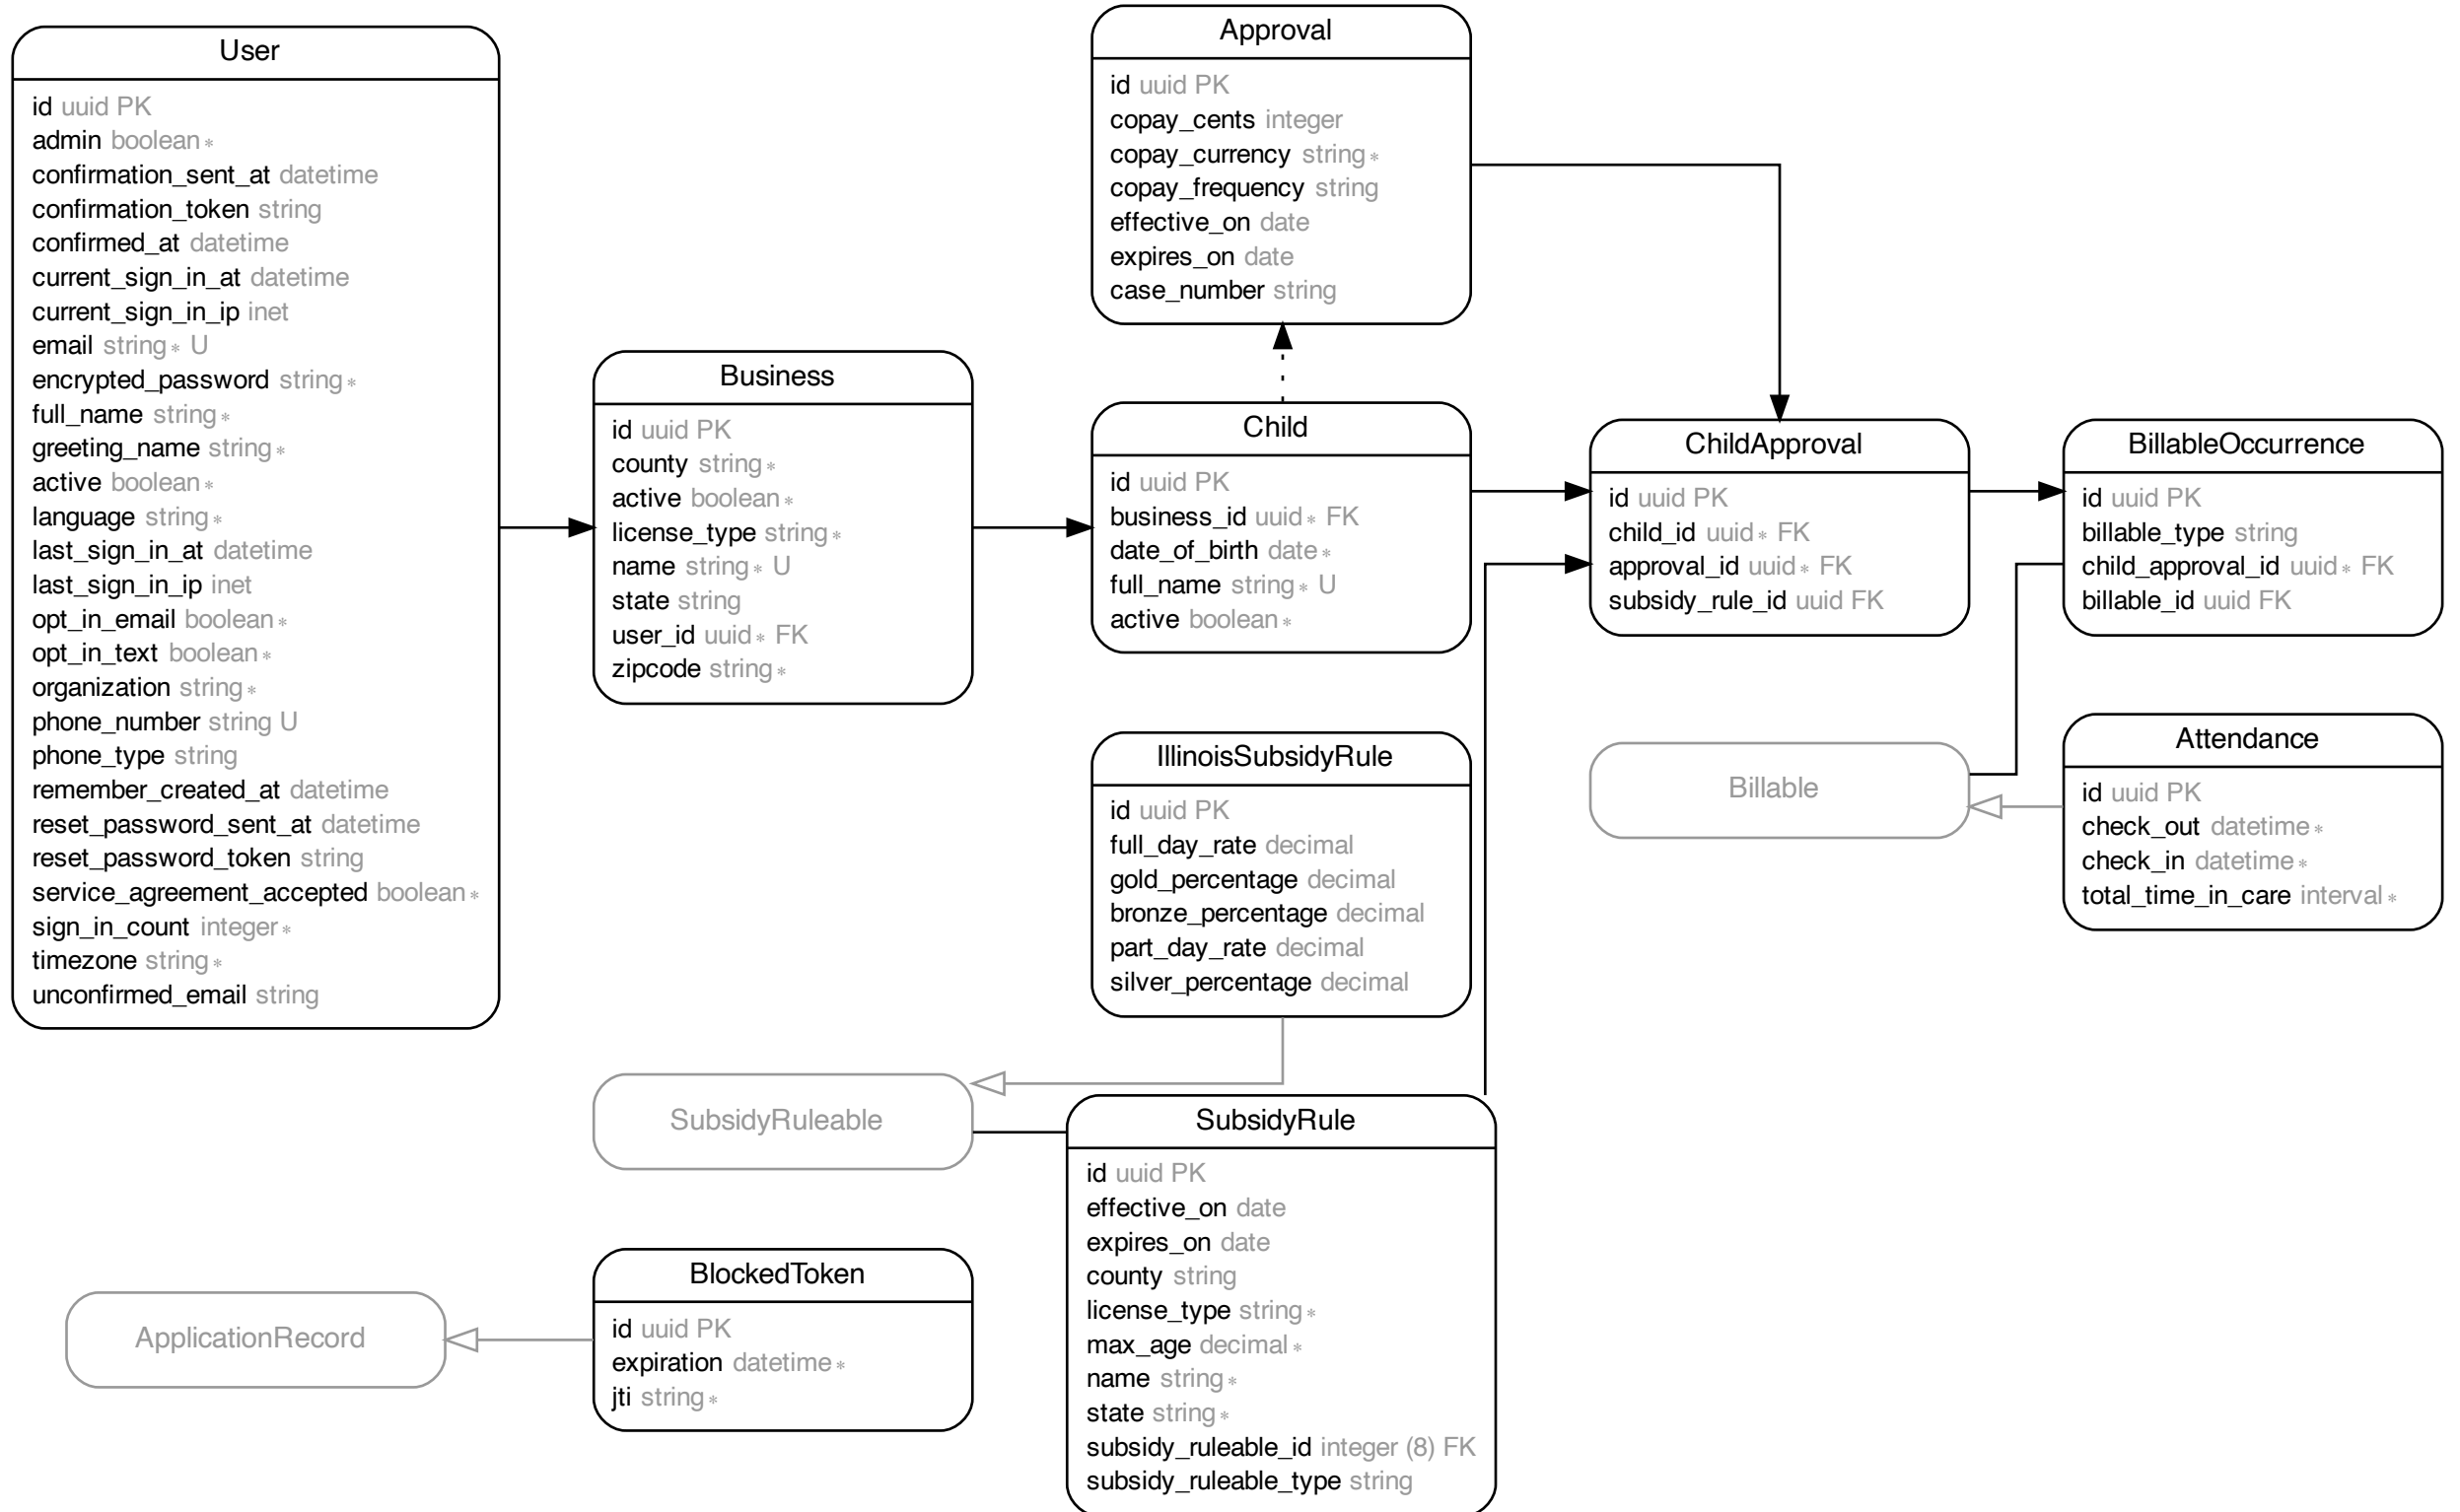 User
id uuid PK
admin boolean *
confirmation_sent_at datetime
confirmation_token string
confirmed_at datetime
current_sign_in_at datetime
current_sign_in_ip inet
email string * U
encrypted_password string *
full_name string *
greeting_name string *
active boolean *
language string *
last_sign_in_at datetime
last_sign_in_ip inet
opt_in_email boolean *
opt_in_text boolean *
organization string *
phone_number string U
phone_type string
remember_created_at datetime
reset_password_sent_at datetime
reset_password_token string
service_agreement_accepted boolean *
sign_in_count integer *
timezone string *
unconfirmed_email string
Business
id uuid PK
county string *
active boolean *
license_type string *
name string * U
state string
user_id uuid * FK
zipcode string *
Approval
id uuid PK
copay_cents integer
copay_currency string *
copay_frequency string
effective_on date
expires_on date
case_number string
Child
id uuid PK
business_id uuid * FK
date_of_birth date *
full_name string * U
active boolean *
ChildApproval
id uuid PK
child_id uuid * FK
approval_id uuid * FK
subsidy_rule_id uuid FK
BillableOccurrence
id uuid PK
billable_type string
child_approval_id uuid * FK
billable_id uuid FK
IllinoisSubsidyRule
id uuid PK
full_day_rate decimal
gold_percentage decimal
bronze_percentage decimal
part_day_rate decimal
silver_percentage decimal
Billable
Attendance
id uuid PK
check_out datetime *
check_in datetime *
total_time_in_care interval *
SubsidyRuleable
SubsidyRule
id uuid PK
effective_on date
expires_on date
county string
license_type string *
max_age decimal *
name string *
state string *
subsidy_ruleable_id integer (8) FK
subsidy_ruleable_type string
ApplicationRecord
BlockedToken
id uuid PK
expiration datetime *
jti string *